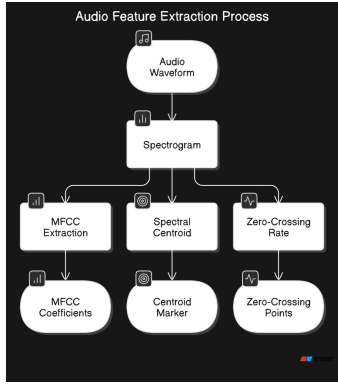 Audio Feature Extraction Process
Audio
Waveform
Spectrogram
MFCC
Extraction
Spectral
Centroid
Zero-Crossing
Rate
MFCC
Coefficients
Centroid
Marker
Zero-Crossing
Points